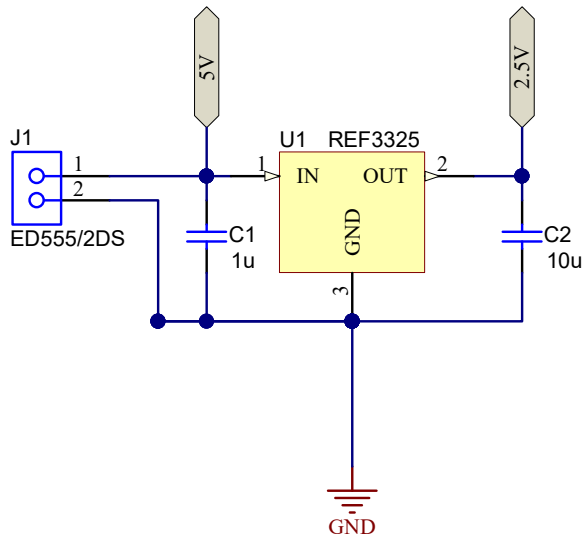 5V
2.5V
J1
U1 REF3325
1
2
1
IN
OUT
2
GND
3
ED555/2DS
C1
1u
C2
10u
GND